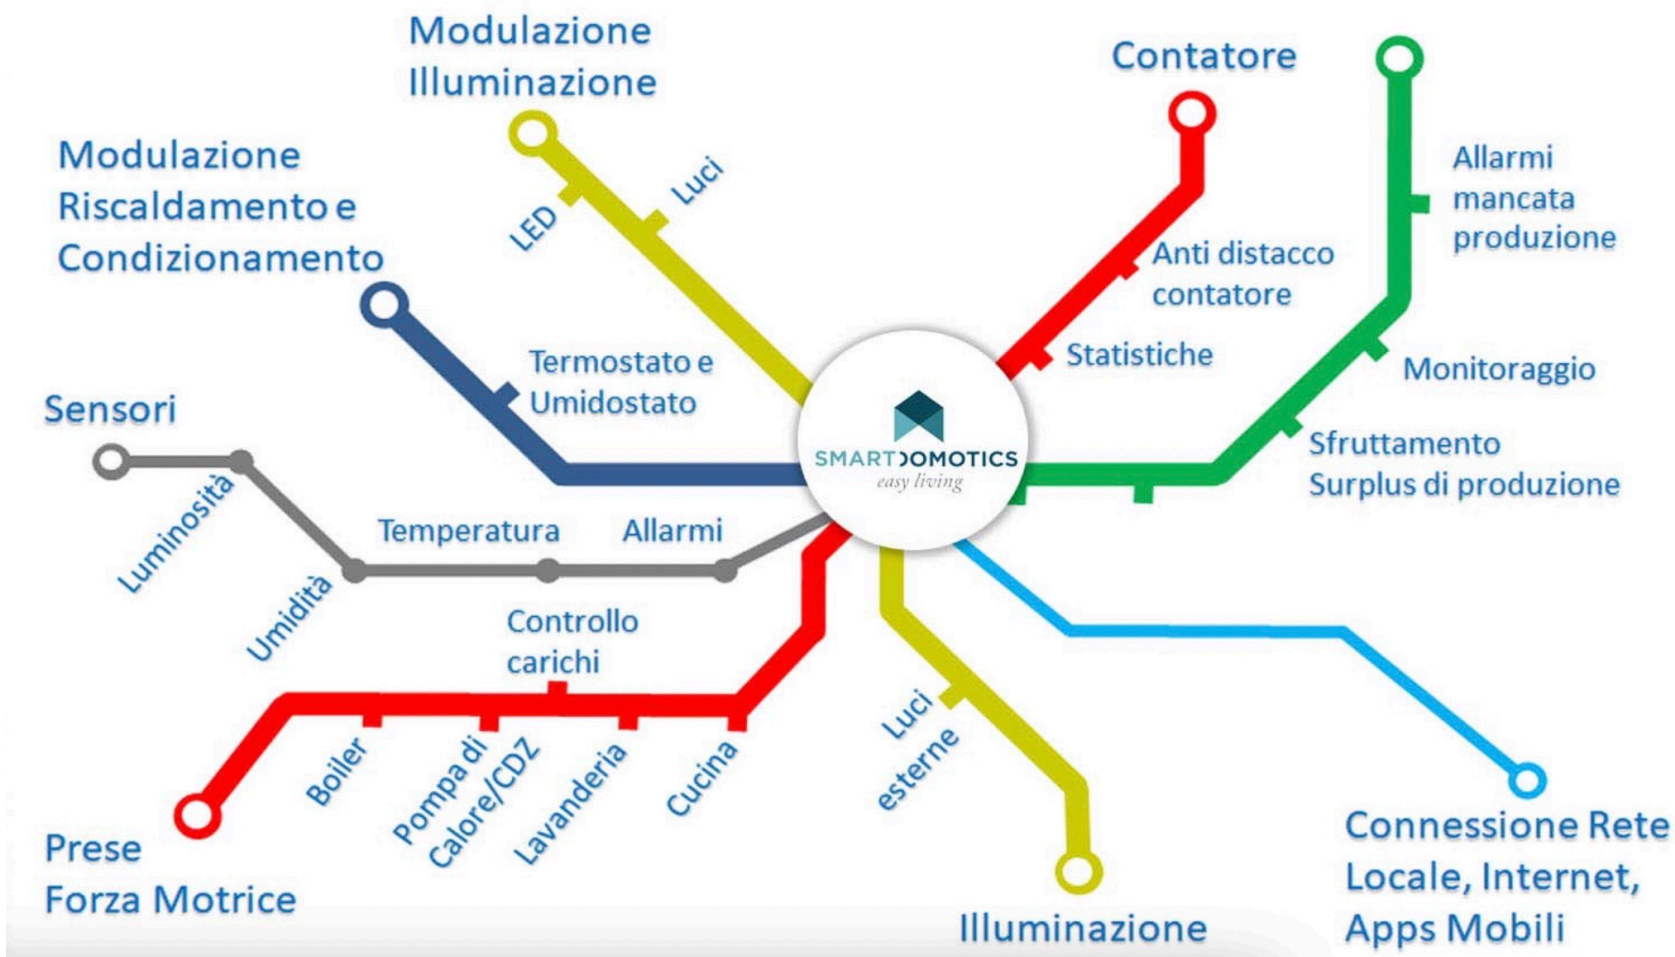 Modulazione
Illuminazione
Contatore
Modulazione
Riscaldamento e
Condizionamento
LED
Luci
Allarmi
mancata
produzione
Anti distacco
contatore
Statistiche
Monitoraggio
Termostato e
Umidostato
Sensori
SMARTDOMOTICS
easy living
Sfruttamento
Surplus di produzione
Luminosità
Temperatura
Allarmi
Umidità
Controllo
carichi
Boiler
Pompa di
Calore/CDZ
Lavanderia
Cucina
Luci
esterne
Prese
Forza Motrice
Illuminazione
Connessione Rete
Locale, Internet,
Apps Mobili